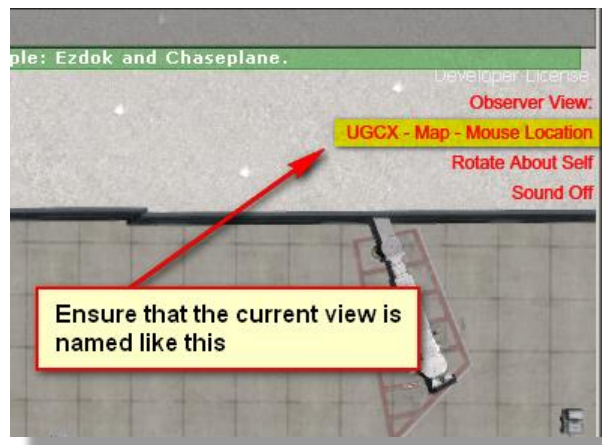 ple: Ezdok and Chaseplane.
Developer License
Observer View:
UGCX - Map - Mouse Location
Rotate About Self
Sound Off
Ensure that the current view is
named like this